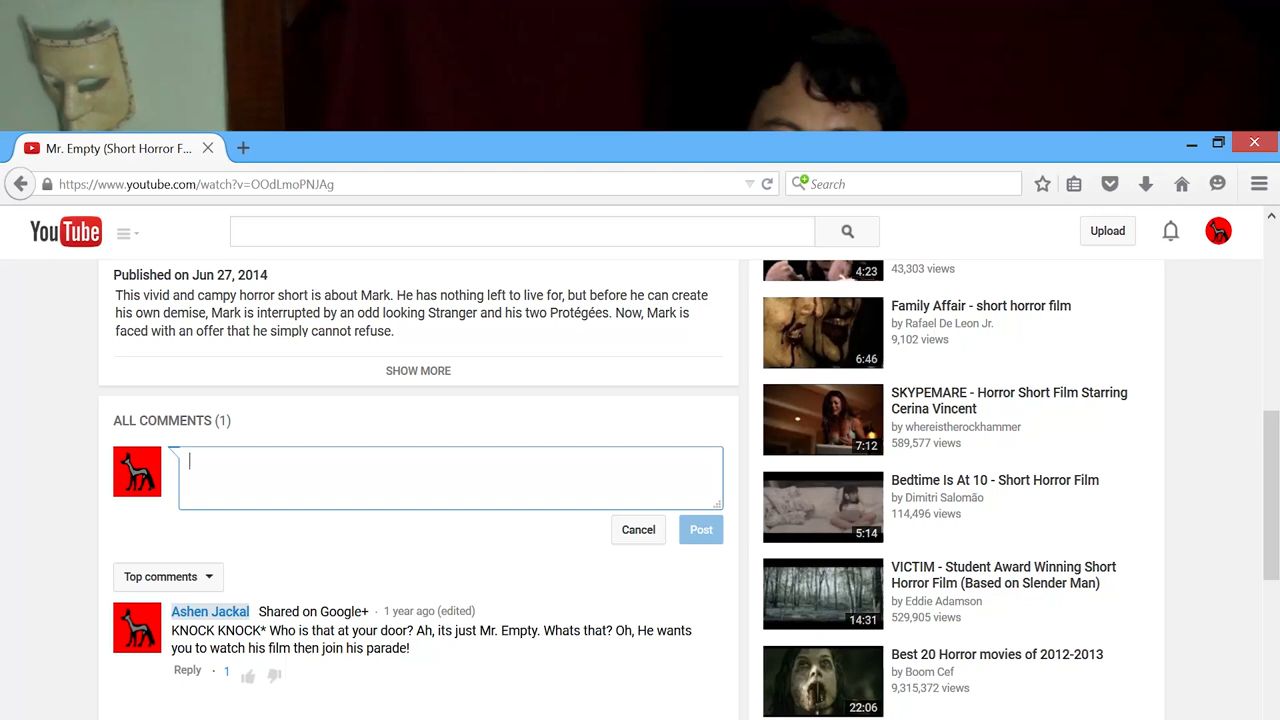 Mr. Empty (Short Horror F...
https://www.youtube.com/watch?v=OOdLmoPNJAg
Search
YouTube
Upload
Published on Jun 27, 2014
This vivid and campy horror short is about Mark. He has nothing left to live for, but before he can create
his own demise, Mark is interrupted by an odd looking Stranger and his two Protégées. Now, Mark is
faced with an offer that he simply cannot refuse.
SHOW MORE
ALL COMMENTS (1)
Cancel
Post
Top comments
Ashen Jackal Shared on Google+ · 1 year ago (edited)
KNOCK KNOCK* Who is that at your door? Ah, its just Mr. Empty. Whats that? Oh, He wants
you to watch his film then join his parade!
Reply · 1
4:23
43,303 views
Family Affair - short horror film
by Rafael De Leon Jr.
9,102 views
6:46
SKYPEMARE - Horror Short Film Starring
Cerina Vincent
by whereistherockhammer
589,577 views
7:12
Bedtime Is At 10 - Short Horror Film
by Dimitri Salomão
114,496 views
5:14
VICTIM - Student Award Winning Short
Horror Film (Based on Slender Man)
by Eddie Adamson
529,905 views
14:31
Best 20 Horror movies of 2012-2013
by Boom Cef
9,315,372 views
22:06